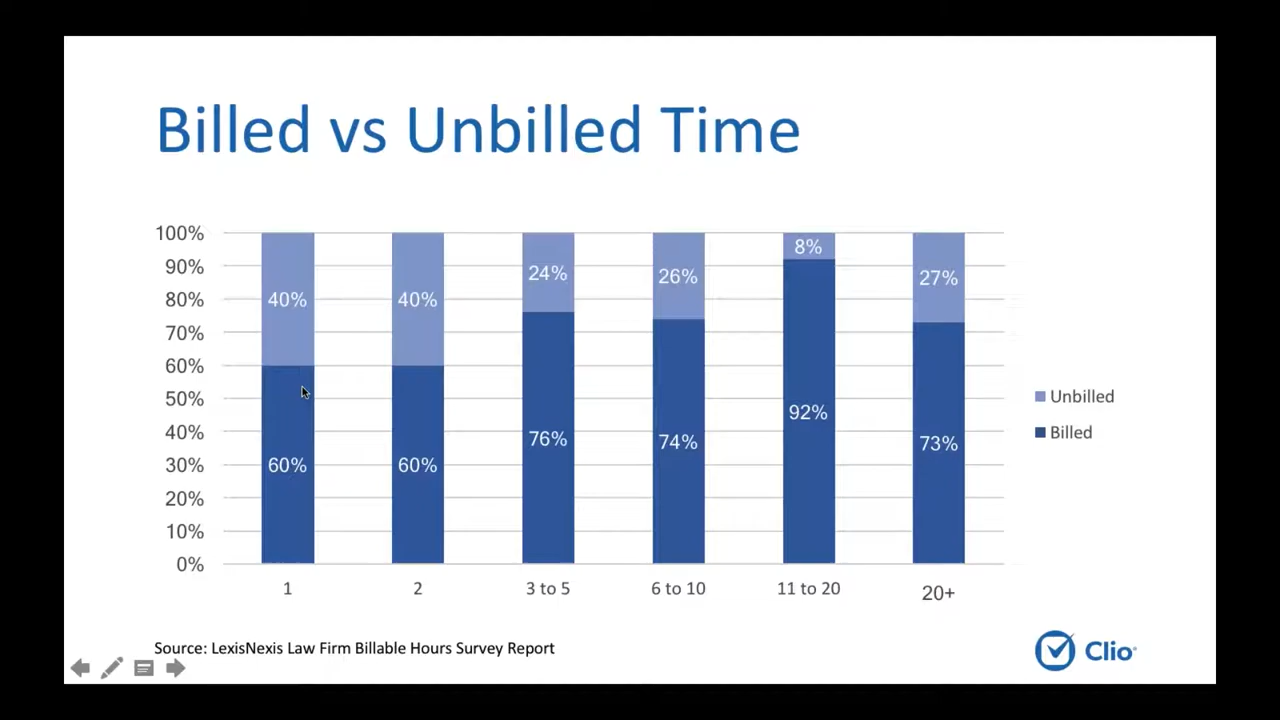 Billed vs Unbilled Time
100%
90%
80%
70%
60%
50%
40%
30%
20%
10%
0%
40% 40% 24% 26% 8% 27%
60% 60% 76% 74% 92% 73%
1 2 3 to 5 6 to 10 11 to 20 20+
Unbilled
Billed
Source: LexisNexis Law Firm Billable Hours Survey Report
Clio